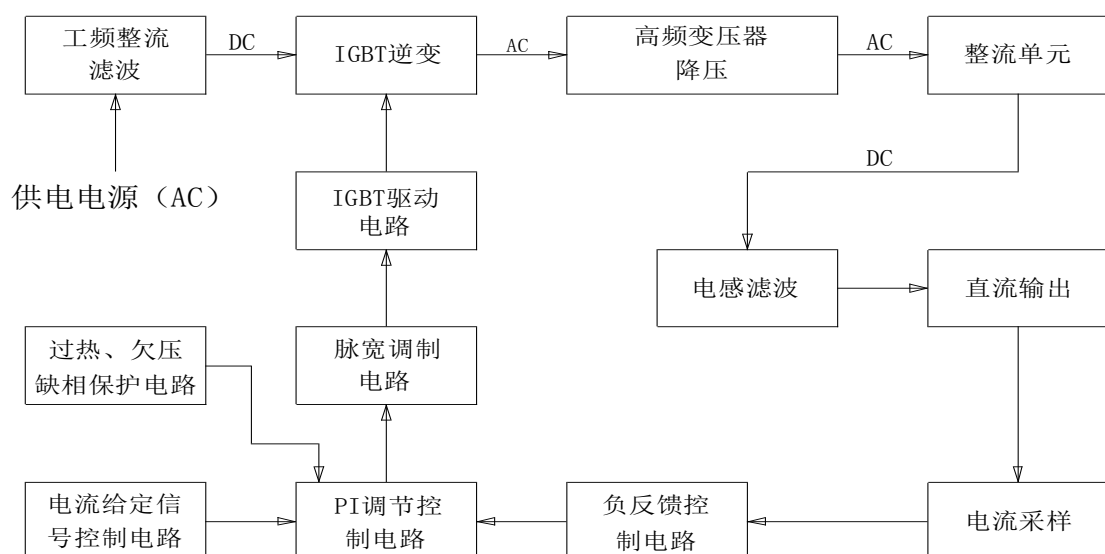 工频整流
滤波
DC
IGBT逆变
AC
高频变压器
降压
AC
整流单元
DC
供电电源（AC）
IGBT驱动
电路
电感滤波
直流输出
过热、欠压
缺相保护电路
脉宽调制
电路
电流给定信
号控制电路
PI调节控
制电路
负反馈控
制电路
电流采样